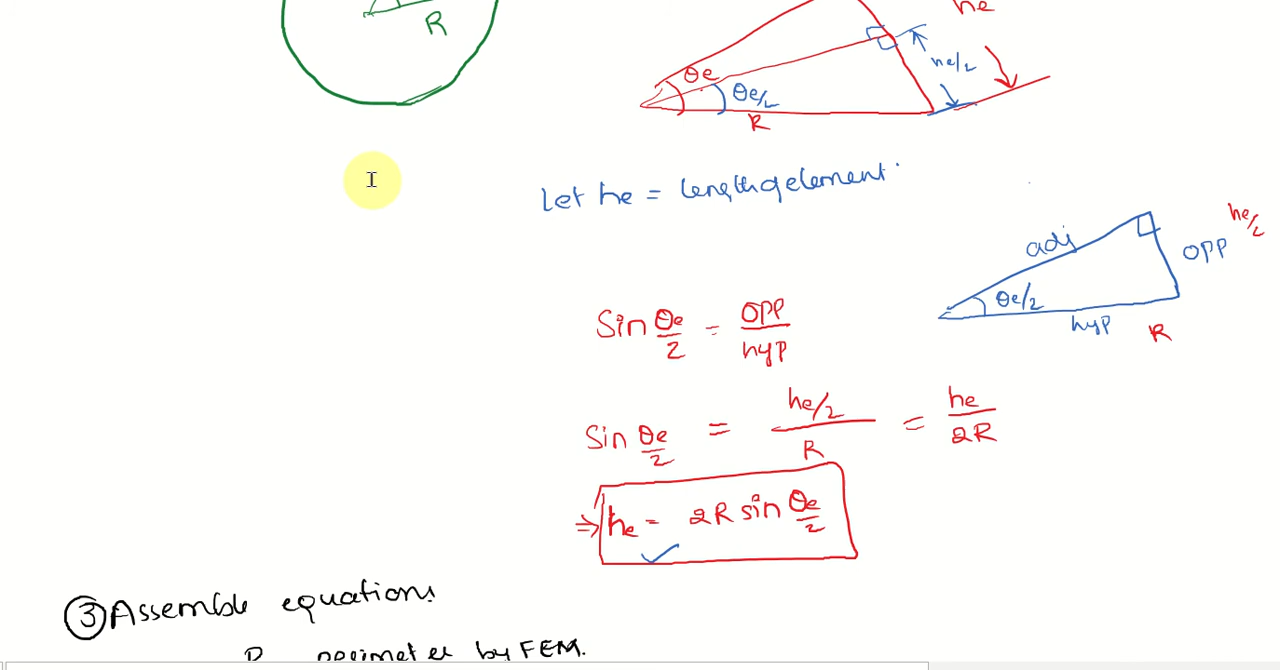 R
he
θe
he/2
θe/2
R
Let he = length of element
he/2
adj
opp
θe/2
hyp
R
Sin θe/2 = opp/hyp
Sin θe/2 = he/2 / R = he/2R
⇒ he = 2R sin θe/2
③ Assemble equations
by FEM.